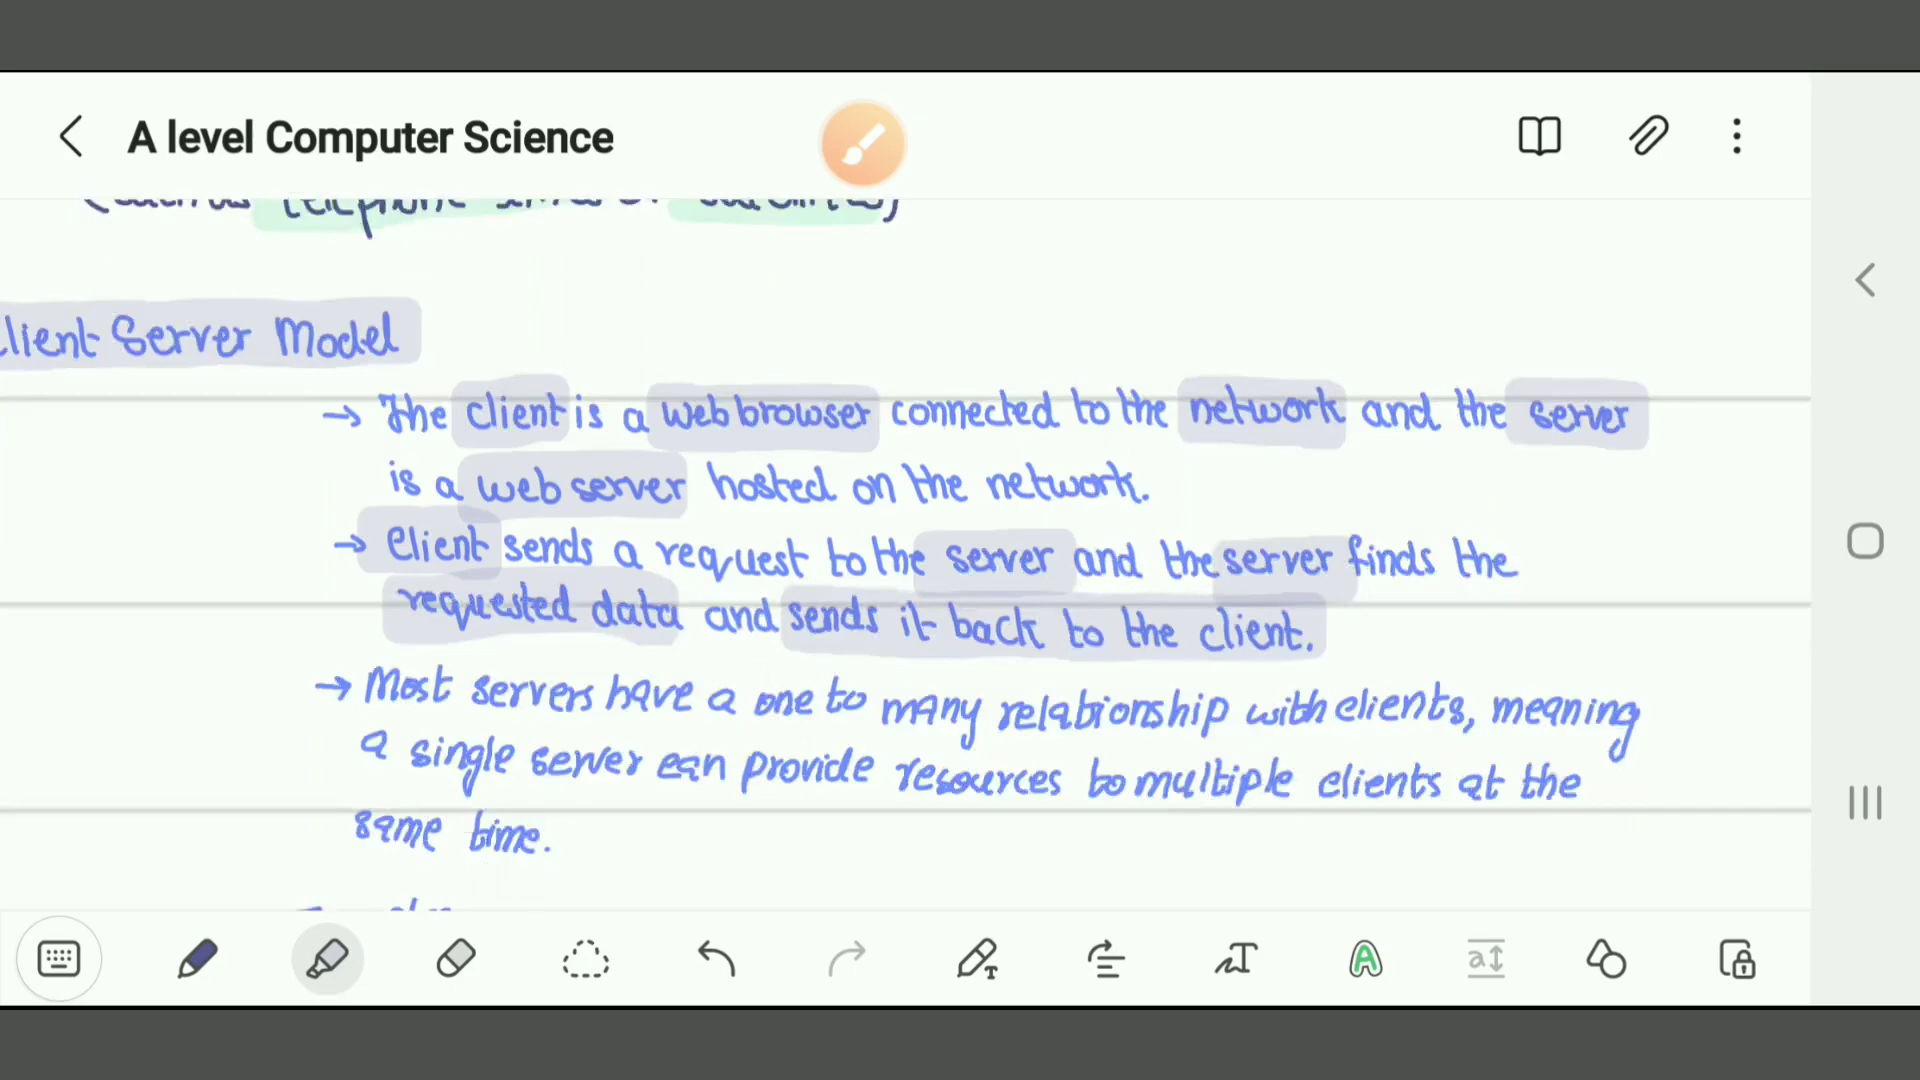 A level Computer Science
telephone
lient Server Model
→ The client is a web browser connected to the network and the server
is a web server hosted on the network.
→ Client sends a request to the server and the server finds the
requested data and sends it back to the client.
→ Most servers have a one to many relationship with clients, meaning
a single server can provide resources to multiple clients at the
same time.